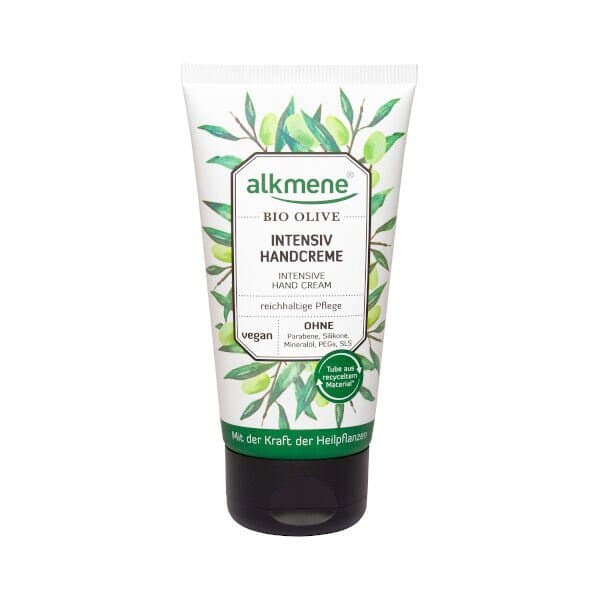 alkmene®
BIO OLIVE
INTENSIV
HANDCREME
INTENSIVE
HAND CREAM
reichhaltige Pflege
vegan
OHNE
Parabene, Silikone,
Mineralöl, PEGs, SLS
Tube aus
recyceltem
Material*
Mit der Kraft der Heilpflanzen